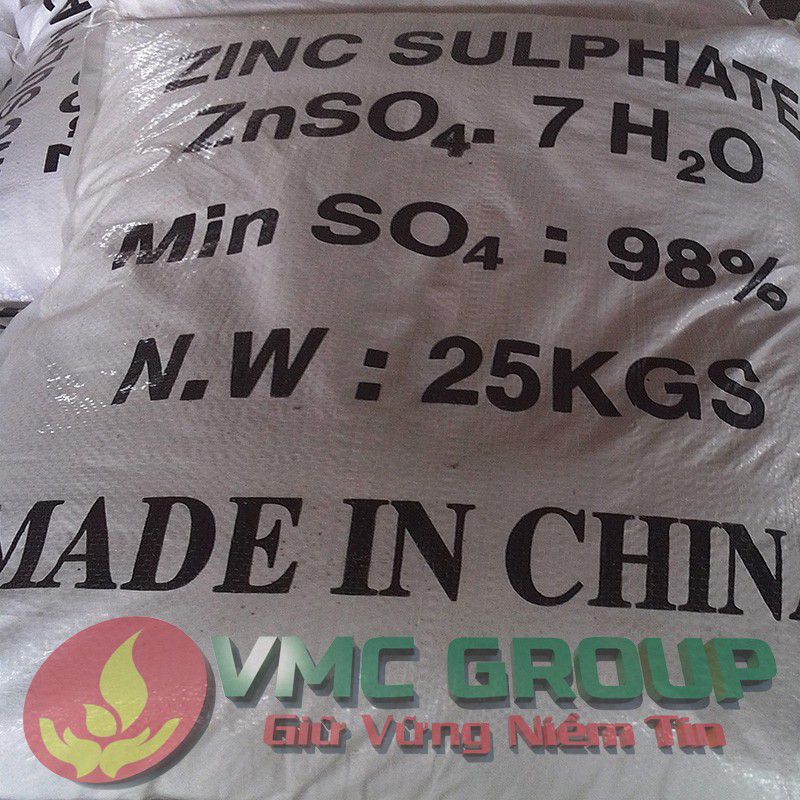 ZINC SULPHATE
ZnSO₄· 7 H₂O
Min SO₄ : 98%
N.W : 25KGS
MADE IN CHINA
VMC GROUP
Giữ Vững Niềm Tin